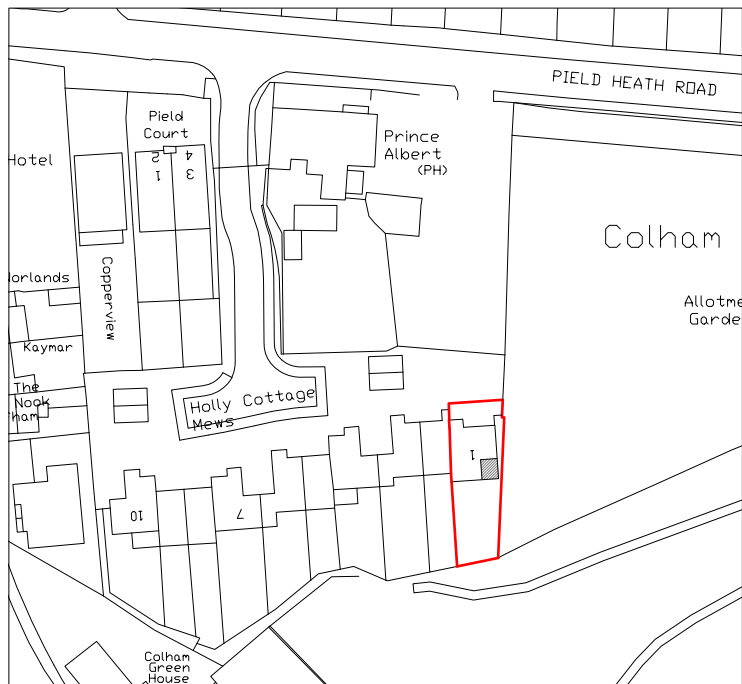 PIELD HEATH ROAD
Pield
Court
2
4
1
3
Prince
Albert
(PH)
Hotel
Colham
Copperview
Norlands
Allotme
Garde
Kaymar
The
Nook
Holly Cottage
Mews
1
10
7
Colham
Green
House